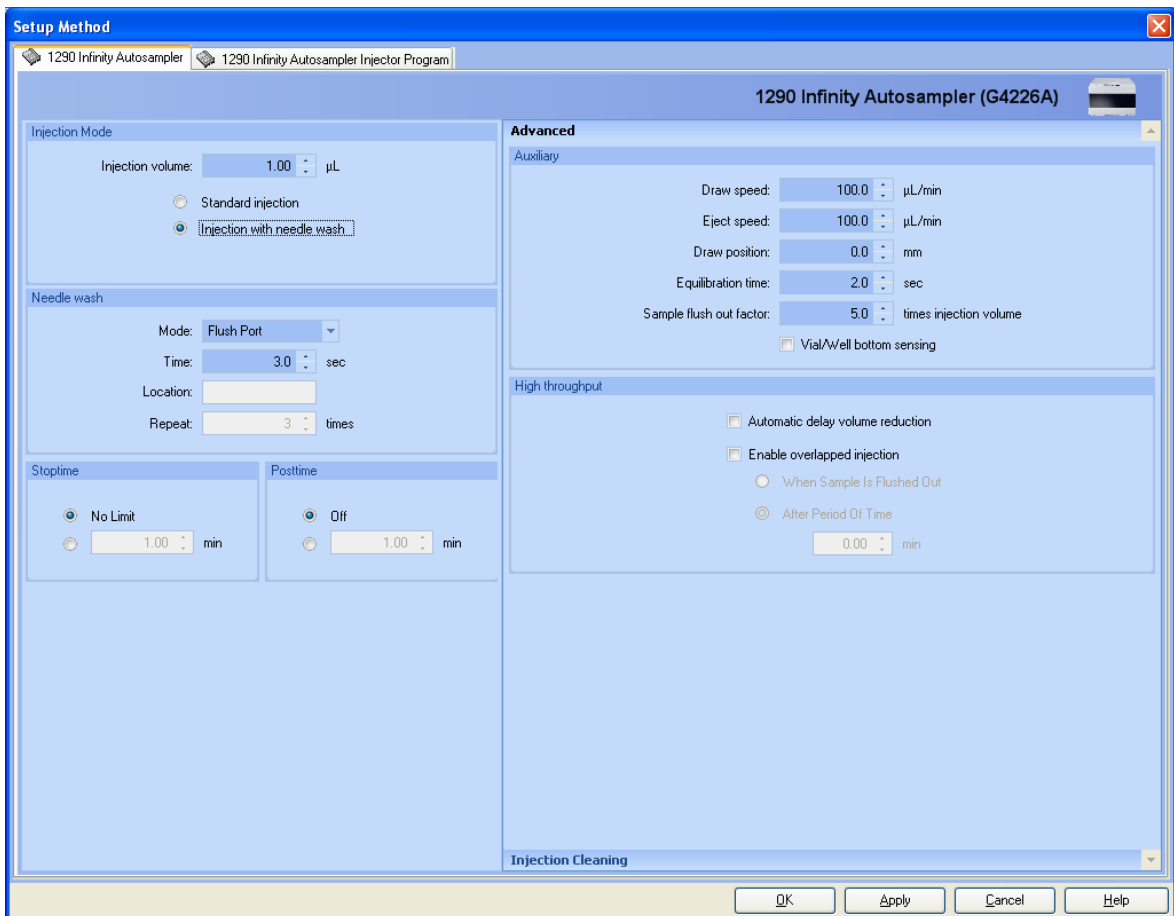 Setup Method
1290 Infinity Autosampler
1290 Infinity Autosampler Injector Program
1290 Infinity Autosampler (G4226A)
Injection Mode
Injection volume: 1.00 µL
Standard injection
Injection with needle wash
Needle wash
Mode: Flush Port
Time: 3.0 sec
Location:
Repeat: 3 times
Stoptime
No Limit
1.00 min
Posttime
Off
1.00 min
Advanced
Auxiliary
Draw speed: 100.0 µL/min
Eject speed: 100.0 µL/min
Draw position: 0.0 mm
Equilibration time: 2.0 sec
Sample flush out factor: 5.0 times injection volume
Vial/Well bottom sensing
High throughput
Automatic delay volume reduction
Enable overlapped injection
When Sample Is Flushed Out
After Period Of Time
0.00 min
Injection Cleaning
OK
Apply
Cancel
Help